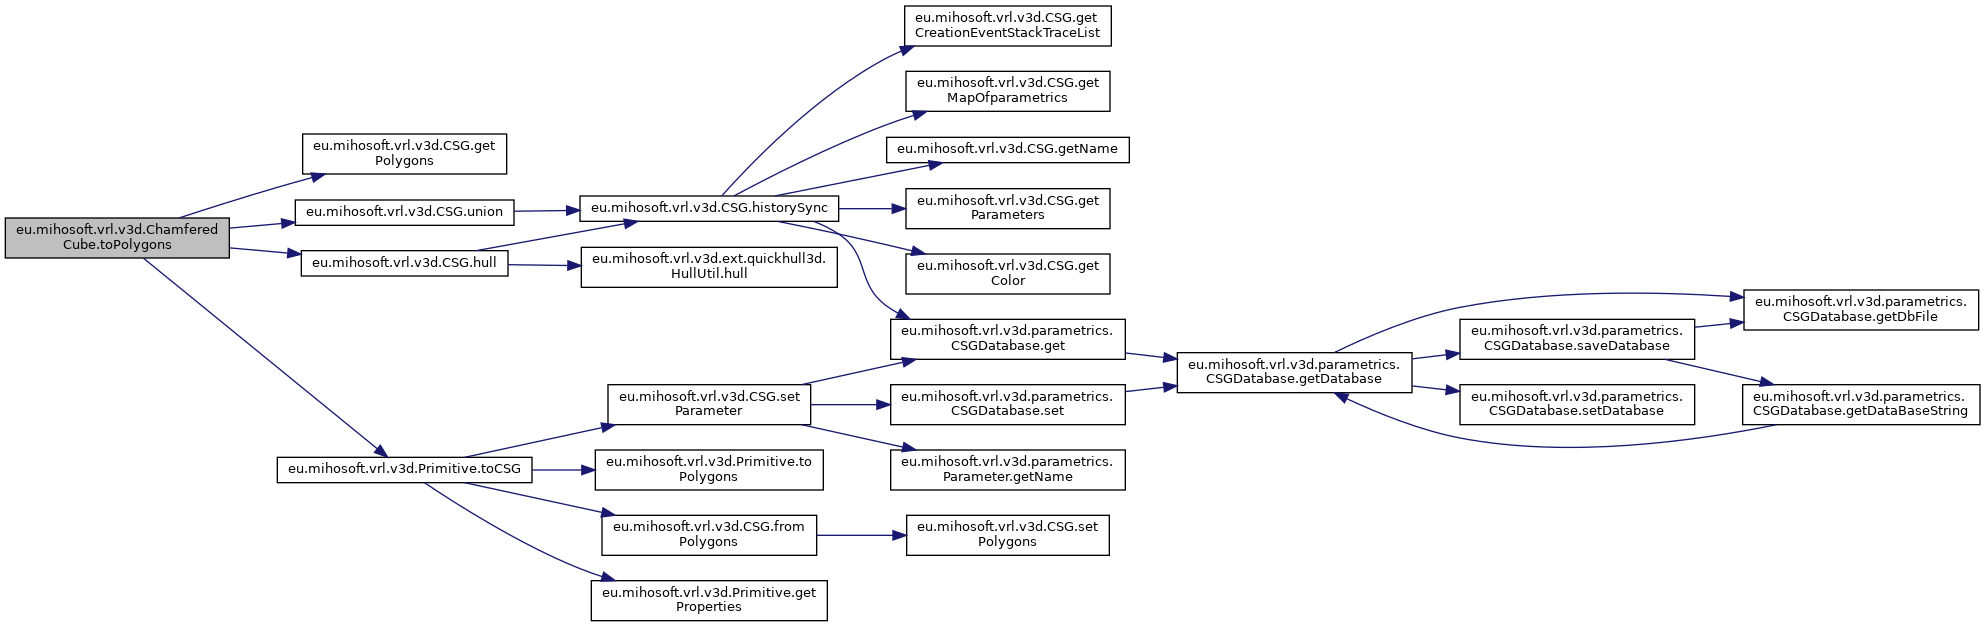 eu.mihosoft.vrl.v3d.Chamfered
Cube.toPolygons
eu.mihosoft.vrl.v3d.CSG.get
Polygons
eu.mihosoft.vrl.v3d.CSG.union
eu.mihosoft.vrl.v3d.CSG.hull
eu.mihosoft.vrl.v3d.Primitive.toCSG
eu.mihosoft.vrl.v3d.CSG.historySync
eu.mihosoft.vrl.v3d.ext.quickhull3d.
HullUtil.hull
eu.mihosoft.vrl.v3d.CSG.set
Parameter
eu.mihosoft.vrl.v3d.Primitive.to
Polygons
eu.mihosoft.vrl.v3d.CSG.from
Polygons
eu.mihosoft.vrl.v3d.Primitive.get
Properties
eu.mihosoft.vrl.v3d.CSG.get
CreationEventStackTraceList
eu.mihosoft.vrl.v3d.CSG.get
MapOfparametrics
eu.mihosoft.vrl.v3d.CSG.getName
eu.mihosoft.vrl.v3d.CSG.get
Parameters
eu.mihosoft.vrl.v3d.CSG.get
Color
eu.mihosoft.vrl.v3d.parametrics.
CSGDatabase.get
eu.mihosoft.vrl.v3d.parametrics.
CSGDatabase.set
eu.mihosoft.vrl.v3d.parametrics.
Parameter.getName
eu.mihosoft.vrl.v3d.CSG.set
Polygons
eu.mihosoft.vrl.v3d.parametrics.
CSGDatabase.getDatabase
eu.mihosoft.vrl.v3d.parametrics.
CSGDatabase.saveDatabase
eu.mihosoft.vrl.v3d.parametrics.
CSGDatabase.setDatabase
eu.mihosoft.vrl.v3d.parametrics.
CSGDatabase.getDbFile
eu.mihosoft.vrl.v3d.parametrics.
CSGDatabase.getDataBaseString